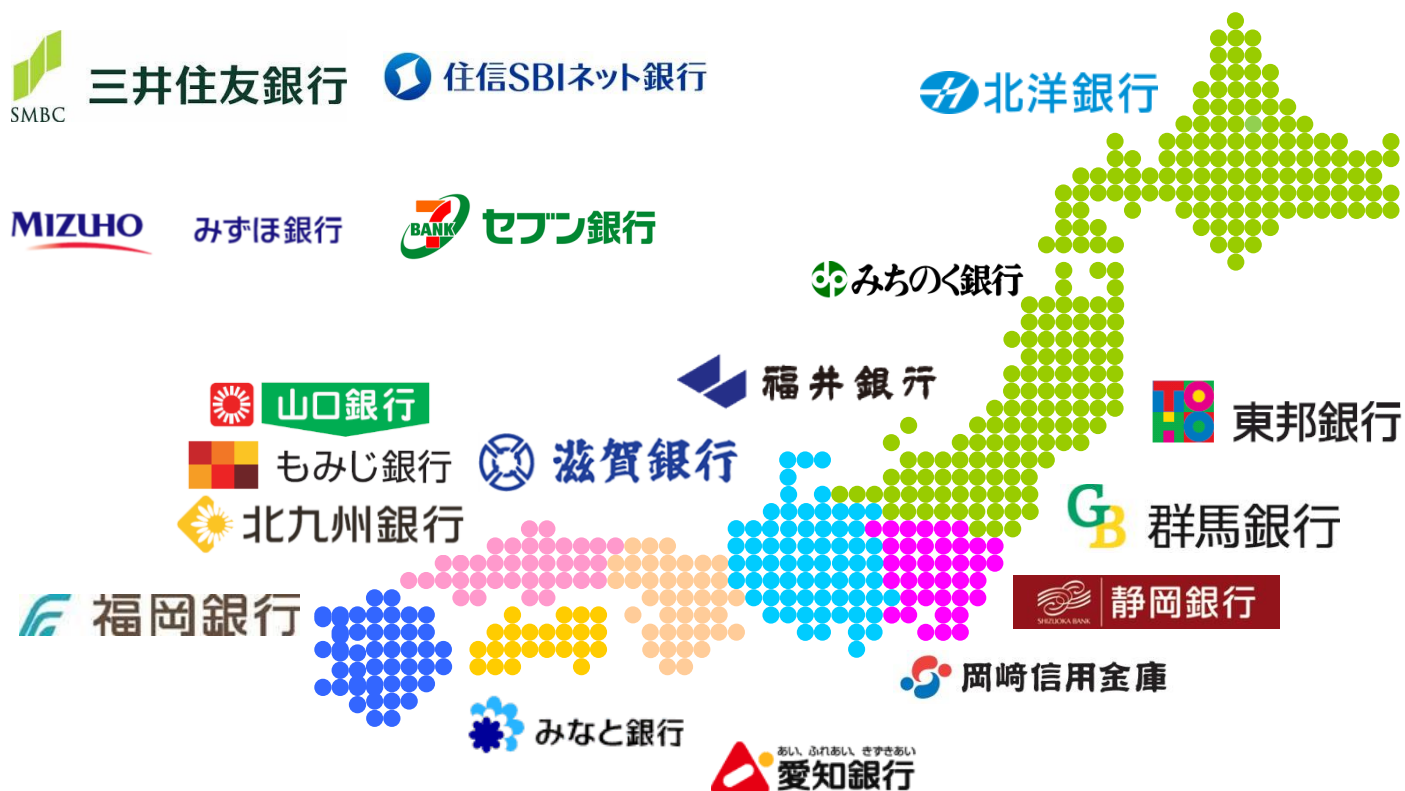 SMBC 三井住友銀行
住信SBIネット銀行
北洋銀行
MIZUHO みずほ銀行
7 BANK セブン銀行
dp みちのく銀行
福井銀行
山口銀行
TOHO 東邦銀行
もみじ銀行
滋賀銀行
GB 群馬銀行
北九州銀行
福岡銀行
SHIZUOKA BANK 静岡銀行
岡崎信用金庫
みなと銀行
あい、ふれあい、きずきあい
愛知銀行